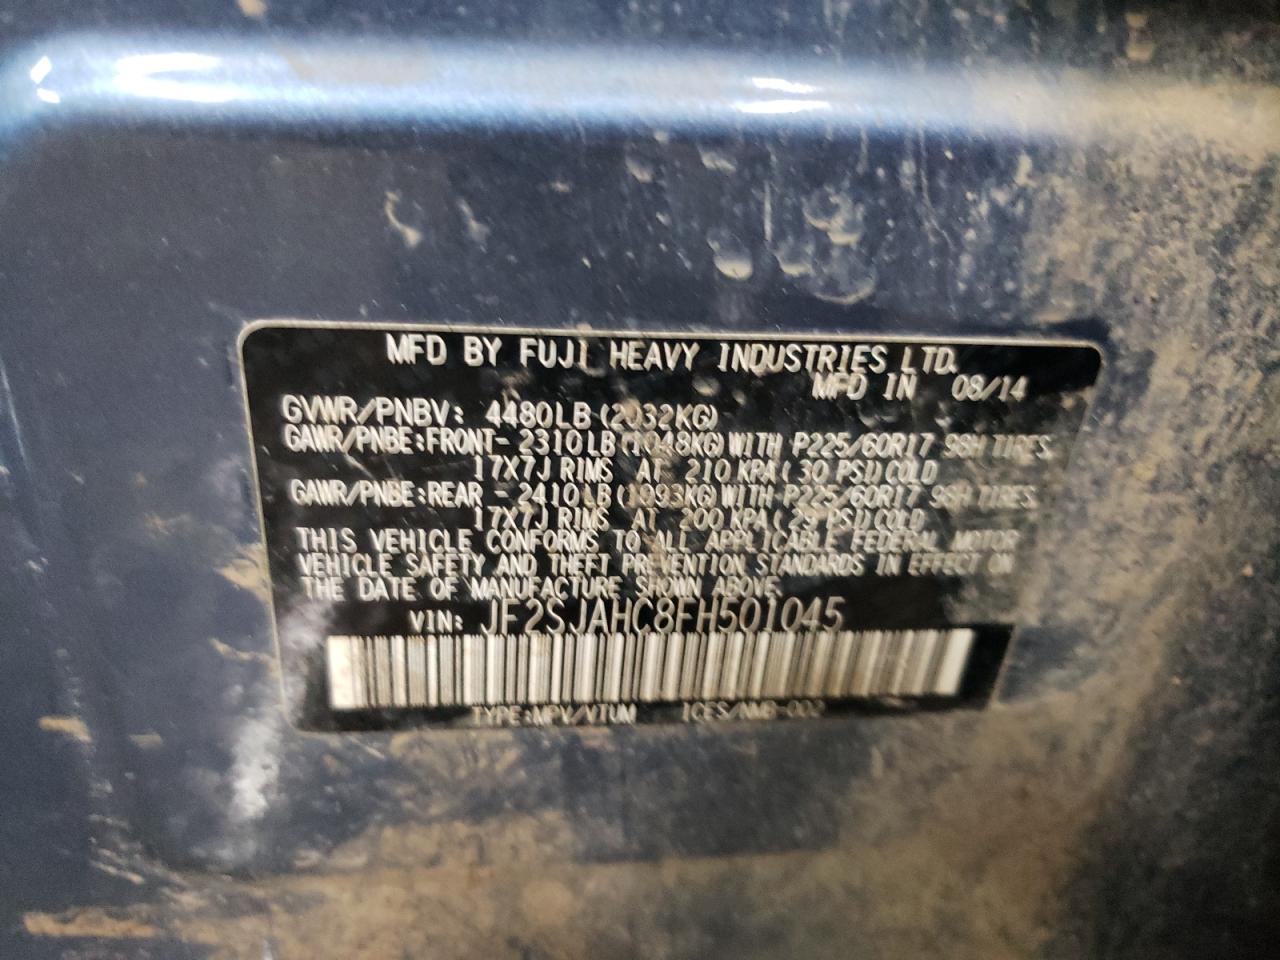 MFD BY FUJI HEAVY INDUSTRIES LTD.
MFD IN 08/14
GVWR/PNBV: 4480LB (2032KG)
GAWR/PNBE:FRONT- 2310LB (1048KG) WITH P225/60R17 98H TIRES
17X7J RIMS AT 210 KPA ( 30 PSI) COLD
GAWR/PNBE:REAR - 2410LB (1093KG) WITH P225/60R17 98H TIRES
17X7J RIMS AT 200 KPA ( 29 PSI) COLD
THIS VEHICLE CONFORMS TO ALL APPLICABLE FEDERAL MOTOR
VEHICLE SAFETY AND THEFT PREVENTION STANDARDS IN EFFECT ON
THE DATE OF MANUFACTURE SHOWN ABOVE.
VIN: JF2SJAHC8FH501045
TYPE:MPV/VTUM ICES/NMB-002